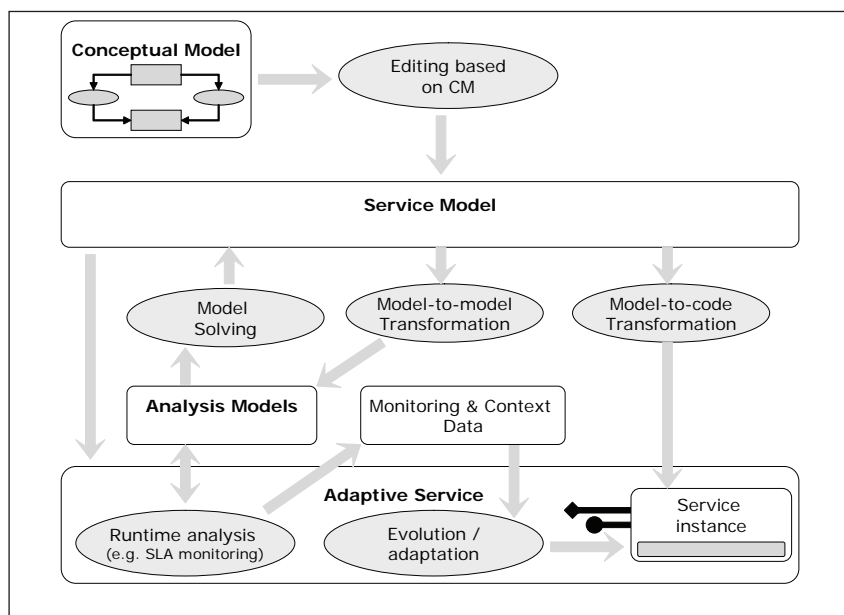 Conceptual Model
Editing based
on CM
Service Model
Model
Solving
Model-to-model
Transformation
Model-to-code
Transformation
Analysis Models
Monitoring & Context
Data
Adaptive Service
Runtime analysis
(e.g. SLA monitoring)
Evolution /
adaptation
Service
instance